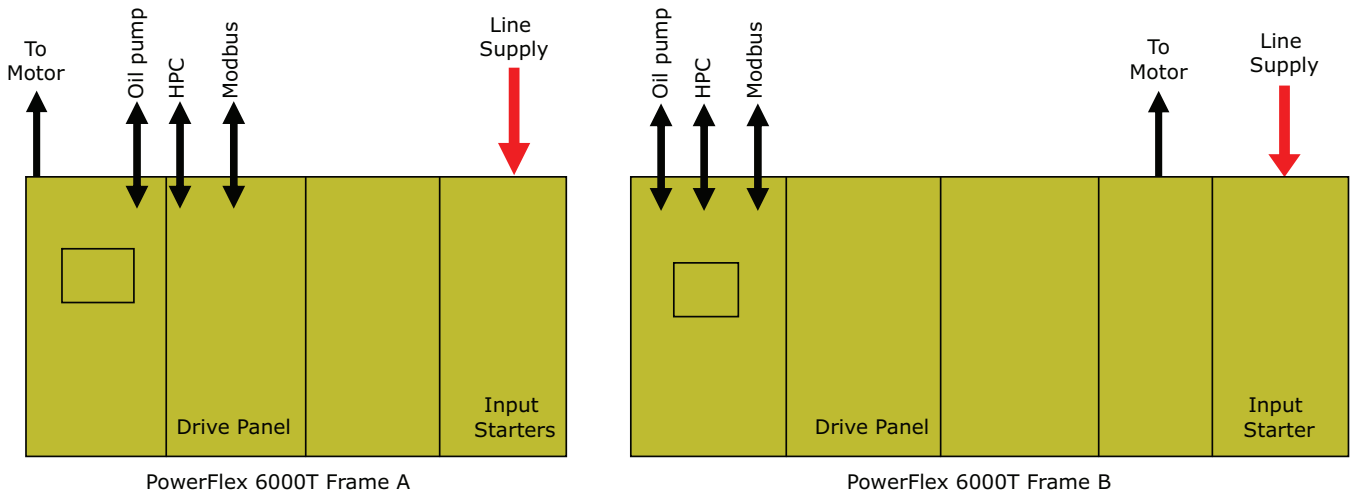 To
Motor
Oil pump
HPC
Modbus
Line
Supply
Drive Panel
Input
Starters
PowerFlex 6000T Frame A
Oil pump
HPC
Modbus
To
Motor
Line
Supply
Drive Panel
Input
Starter
PowerFlex 6000T Frame B